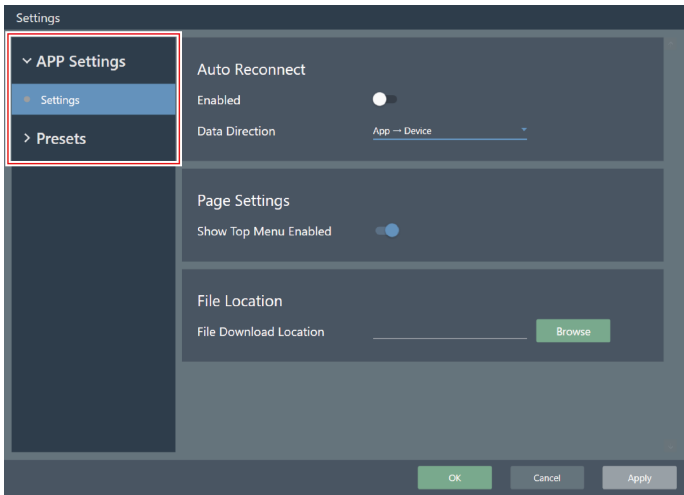 Settings
APP Settings
Settings
Presets
Auto Reconnect
Enabled
Data Direction
App → Device
Page Settings
Show Top Menu Enabled
File Location
File Download Location
Browse
OK
Cancel
Apply